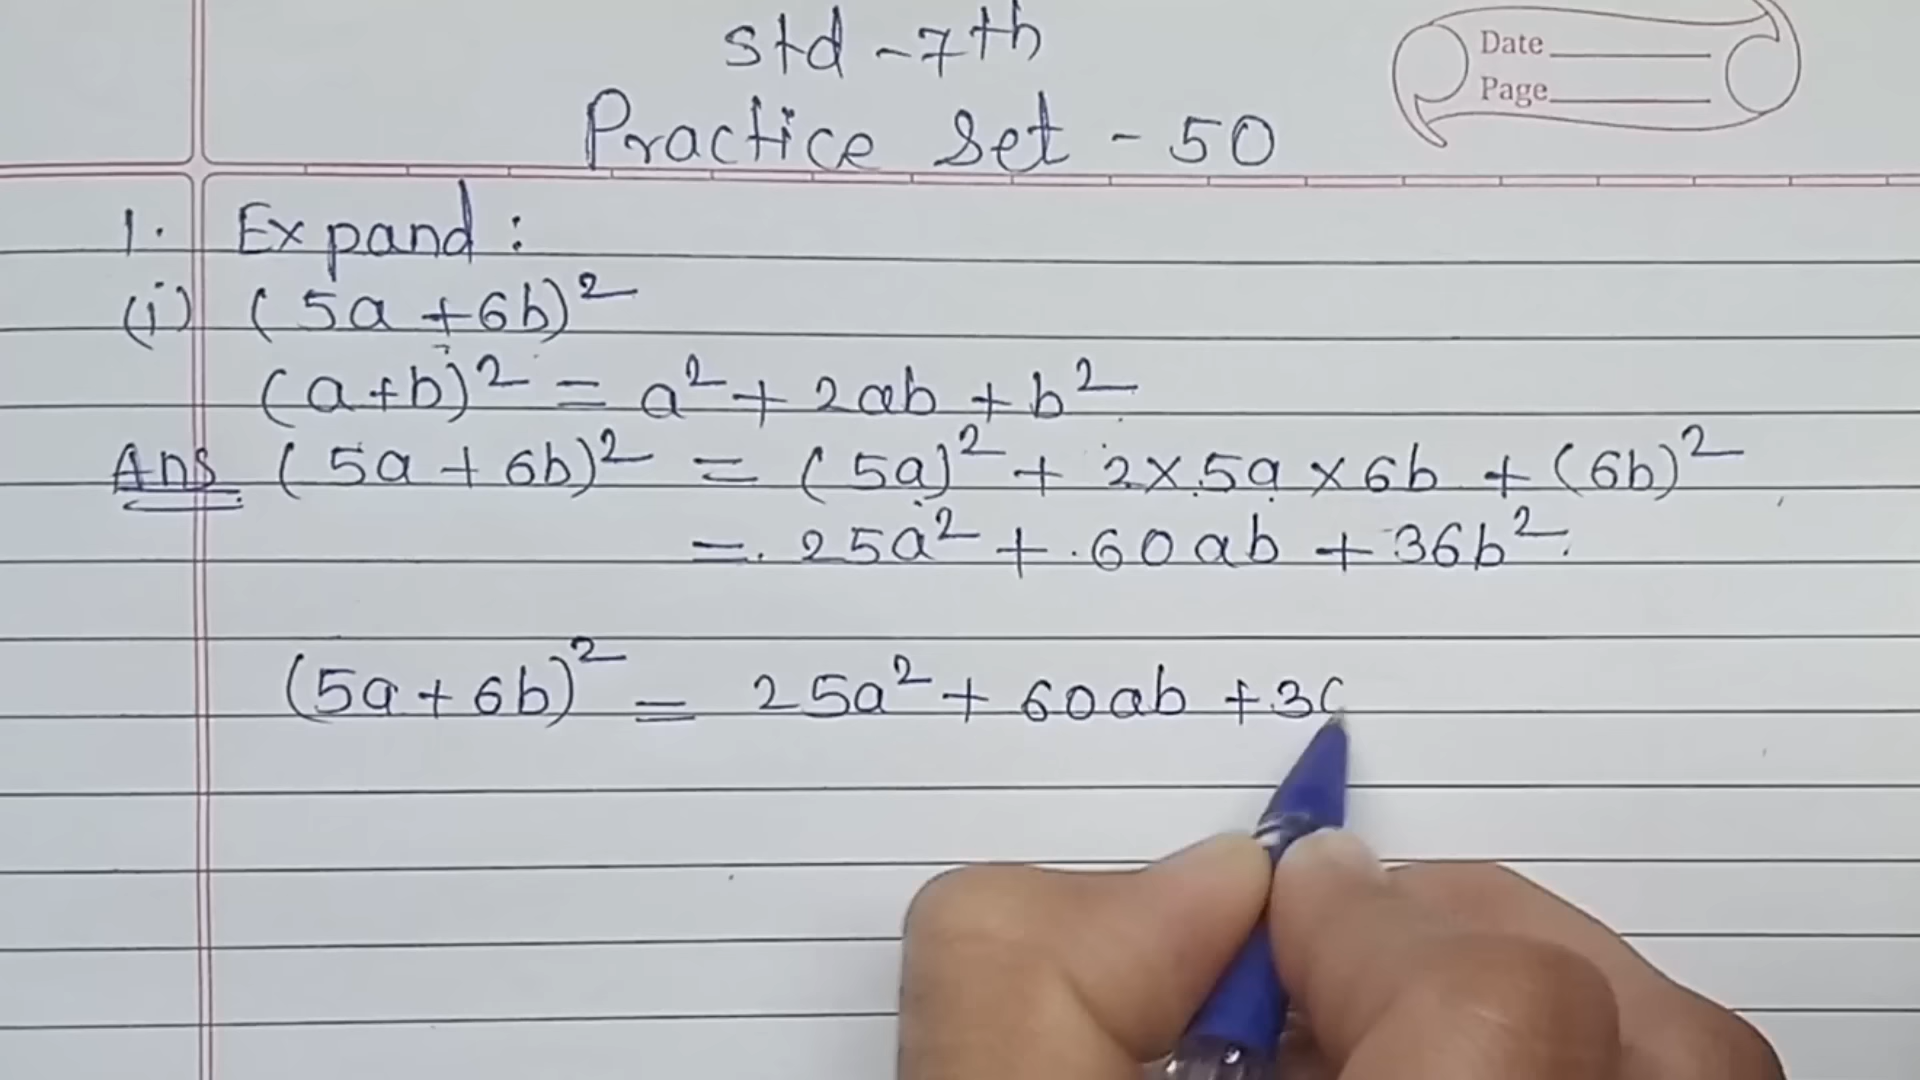 Std - 7th
Date
Page
Practice Set - 50
1. Expand :
(i) (5a + 6b)²
(a+b)² = a² + 2ab + b²
Ans (5a + 6b)² = (5a)² + 2×5a×6b + (6b)²
= 25a² + 60ab + 36b²
(5a + 6b)² = 25a² + 60ab + 3